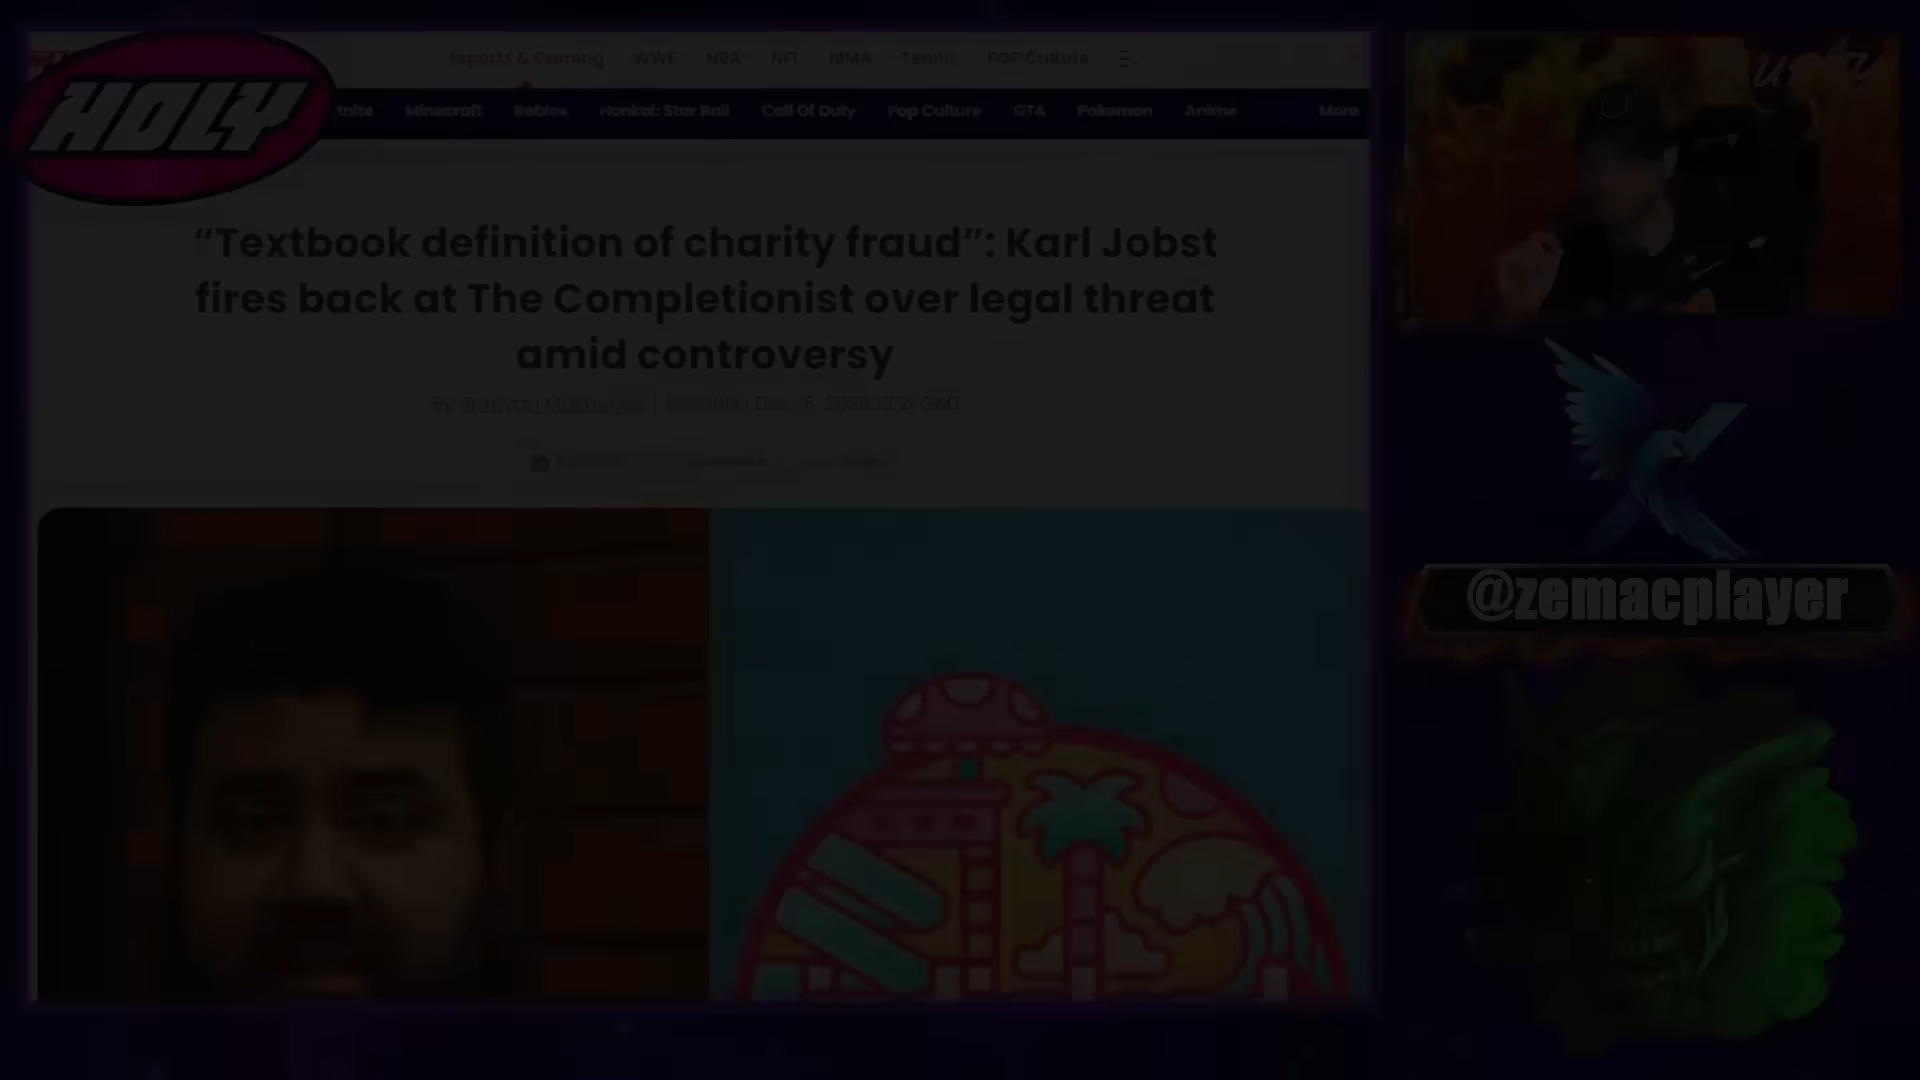 HOLY
Esports & Gaming WWE NBA NFL MMA Tennis POP Culture
Minecraft Roblox Honkai: Star Rail Call Of Duty Pop Culture GTA Pokemon Anime More
“Textbook definition of charity fraud”: Karl Jobst
fires back at The Completionist over legal threat
amid controversy
By
GMT
@zemacplayer